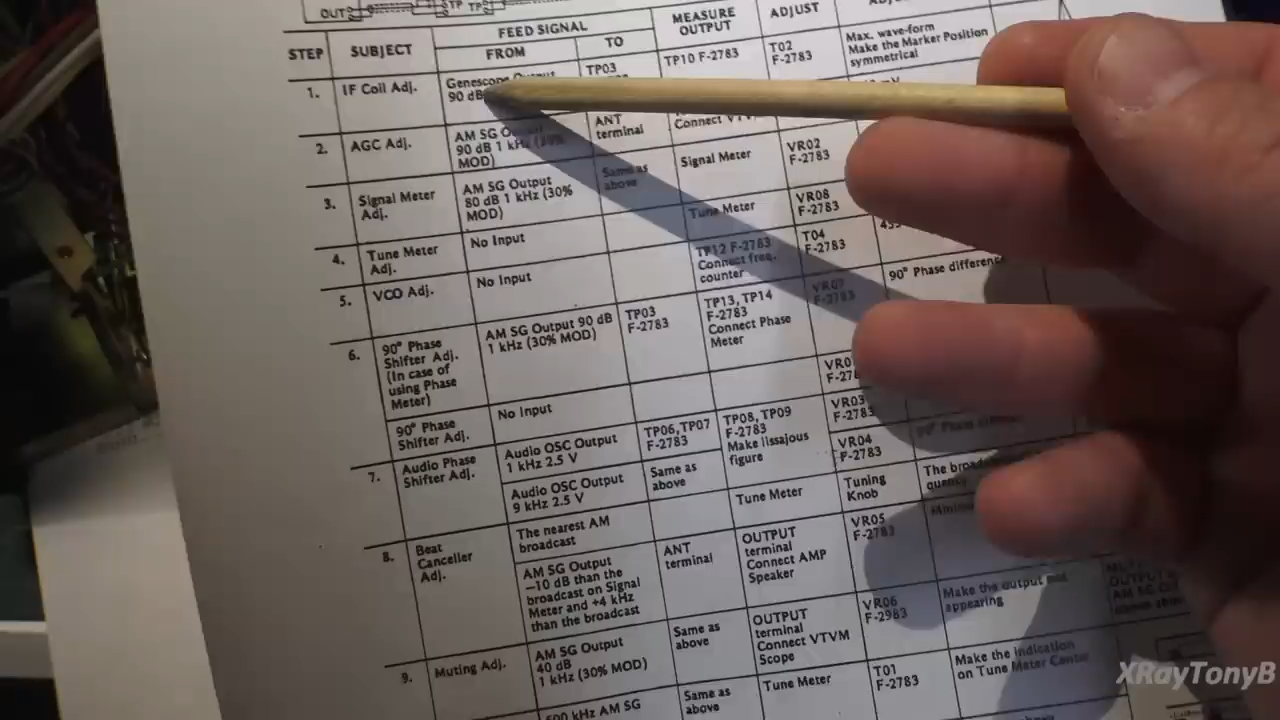 OUT TP TP
FEED SIGNAL
MEASURE
OUTPUT
ADJUST
STEP SUBJECT FROM TO
1. IF Coil Adj. Genescope Output
90 dB
TP03
TP10 F-2783
T02
F-2783
Max. wave-form
Make the Marker Position
symmetrical
2. AGC Adj. AM SG
90 dB 1 kHz
MOD)
ANT
terminal
Connect
3. Signal Meter
Adj.
AM SG Output
80 dB 1 kHz (30%
MOD)
Same as
above
Signal Meter
VR02
F-2783
4. Tune Meter
Adj.
No Input
Tune Meter
VR08
F-2783
5. VCO Adj. No Input
TP12 F-2783
Connect freq.
counter
T04
F-2783
6. 90° Phase
Shifter Adj.
(In case of
using Phase
Meter)
AM SG Output 90 dB
1 kHz (30% MOD)
TP03
F-2783
TP13, TP14
F-2783
Connect Phase
Meter
VR07
F-2783
90° Phase difference
90° Phase
Shifter Adj.
No Input
7. Audio Phase
Shifter Adj.
Audio OSC Output
1 kHz 2.5 V
TP06, TP07
F-2783
TP08, TP09
F-2783
Make lissajous
figure
VR03
F-2783
Audio OSC Output
9 kHz 2.5 V
Same as
above
VR04
F-2783
8. Beat
Canceller
Adj.
The nearest AM
broadcast
Tune Meter
Tuning
Knob
The
AM SG Output
–10 dB than the
broadcast on Signal
Meter and +4 kHz
than the broadcast
ANT
terminal
OUTPUT
terminal
Connect AMP
Speaker
VR05
F-2783
9. Muting Adj. AM SG Output
40 dB
1 kHz (30% MOD)
Same as
above
OUTPUT
terminal
Connect VTVM
Scope
VR06
F-2983
Make the output not
appearing
AM SG
Same as
above
Tune Meter
T01
F-2783
Make the indication
on Tune Meter Center
XRayTonyB